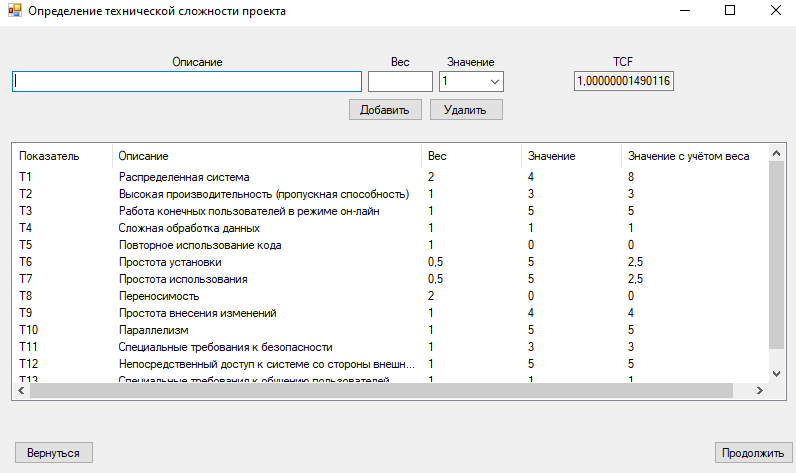 Определение технической сложности проекта
Описание Вес Значение TCF
1 1,00000001490116
Добавить Удалить
Показатель Описание Вес Значение Значение с учётом веса
T1 Распределенная система 2 4 8
T2 Высокая производительность (пропускная способность) 1 3 3
T3 Работа конечных пользователей в режиме он-лайн 1 5 5
T4 Сложная обработка данных 1 1 1
T5 Повторное использование кода 1 0 0
T6 Простота установки 0,5 5 2,5
T7 Простота использования 0,5 5 2,5
T8 Переносимость 2 0 0
T9 Простота внесения изменений 1 4 4
T10 Параллелизм 1 5 5
T11 Специальные требования к безопасности 1 3 3
T12 Непосредственный доступ к системе со стороны внешн... 1 5 5
T13 Специальные требования к обучению пользователей 1 1 1
Вернуться Продолжить